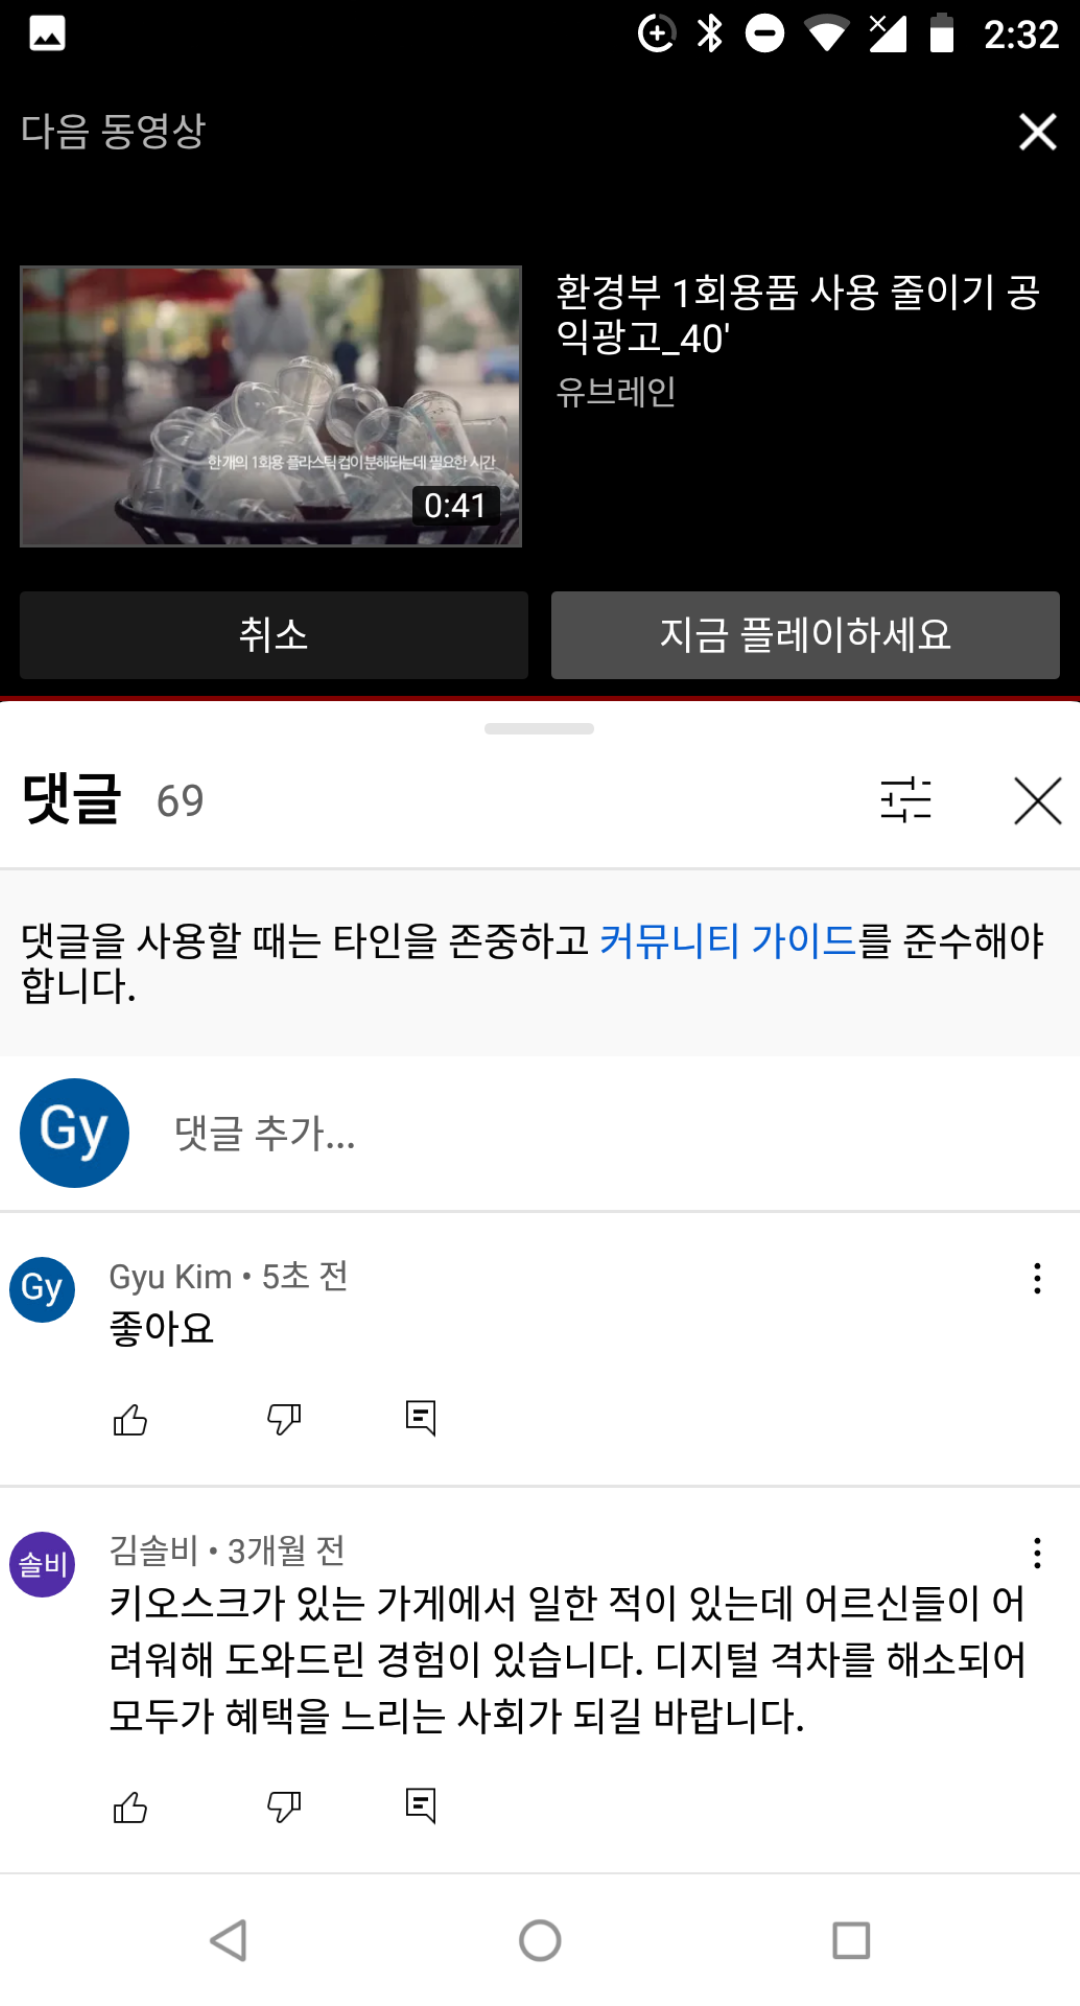 2:32
다음 동영상
환경부 1회용품 사용 줄이기 공
익광고_40'
유브레인
한 개의 1회용 플라스틱 컵이 분해되는데 필요한 시간
0:41
취소
지금 플레이하세요
댓글 69
댓글을 사용할 때는 타인을 존중하고 커뮤니티 가이드를 준수해야
합니다.
Gy
댓글 추가...
Gy
Gyu Kim • 5초 전
좋아요
솔비
김솔비 • 3개월 전
키오스크가 있는 가게에서 일한 적이 있는데 어르신들이 어
려워해 도와드린 경험이 있습니다. 디지털 격차를 해소되어
모두가 혜택을 느리는 사회가 되길 바랍니다.